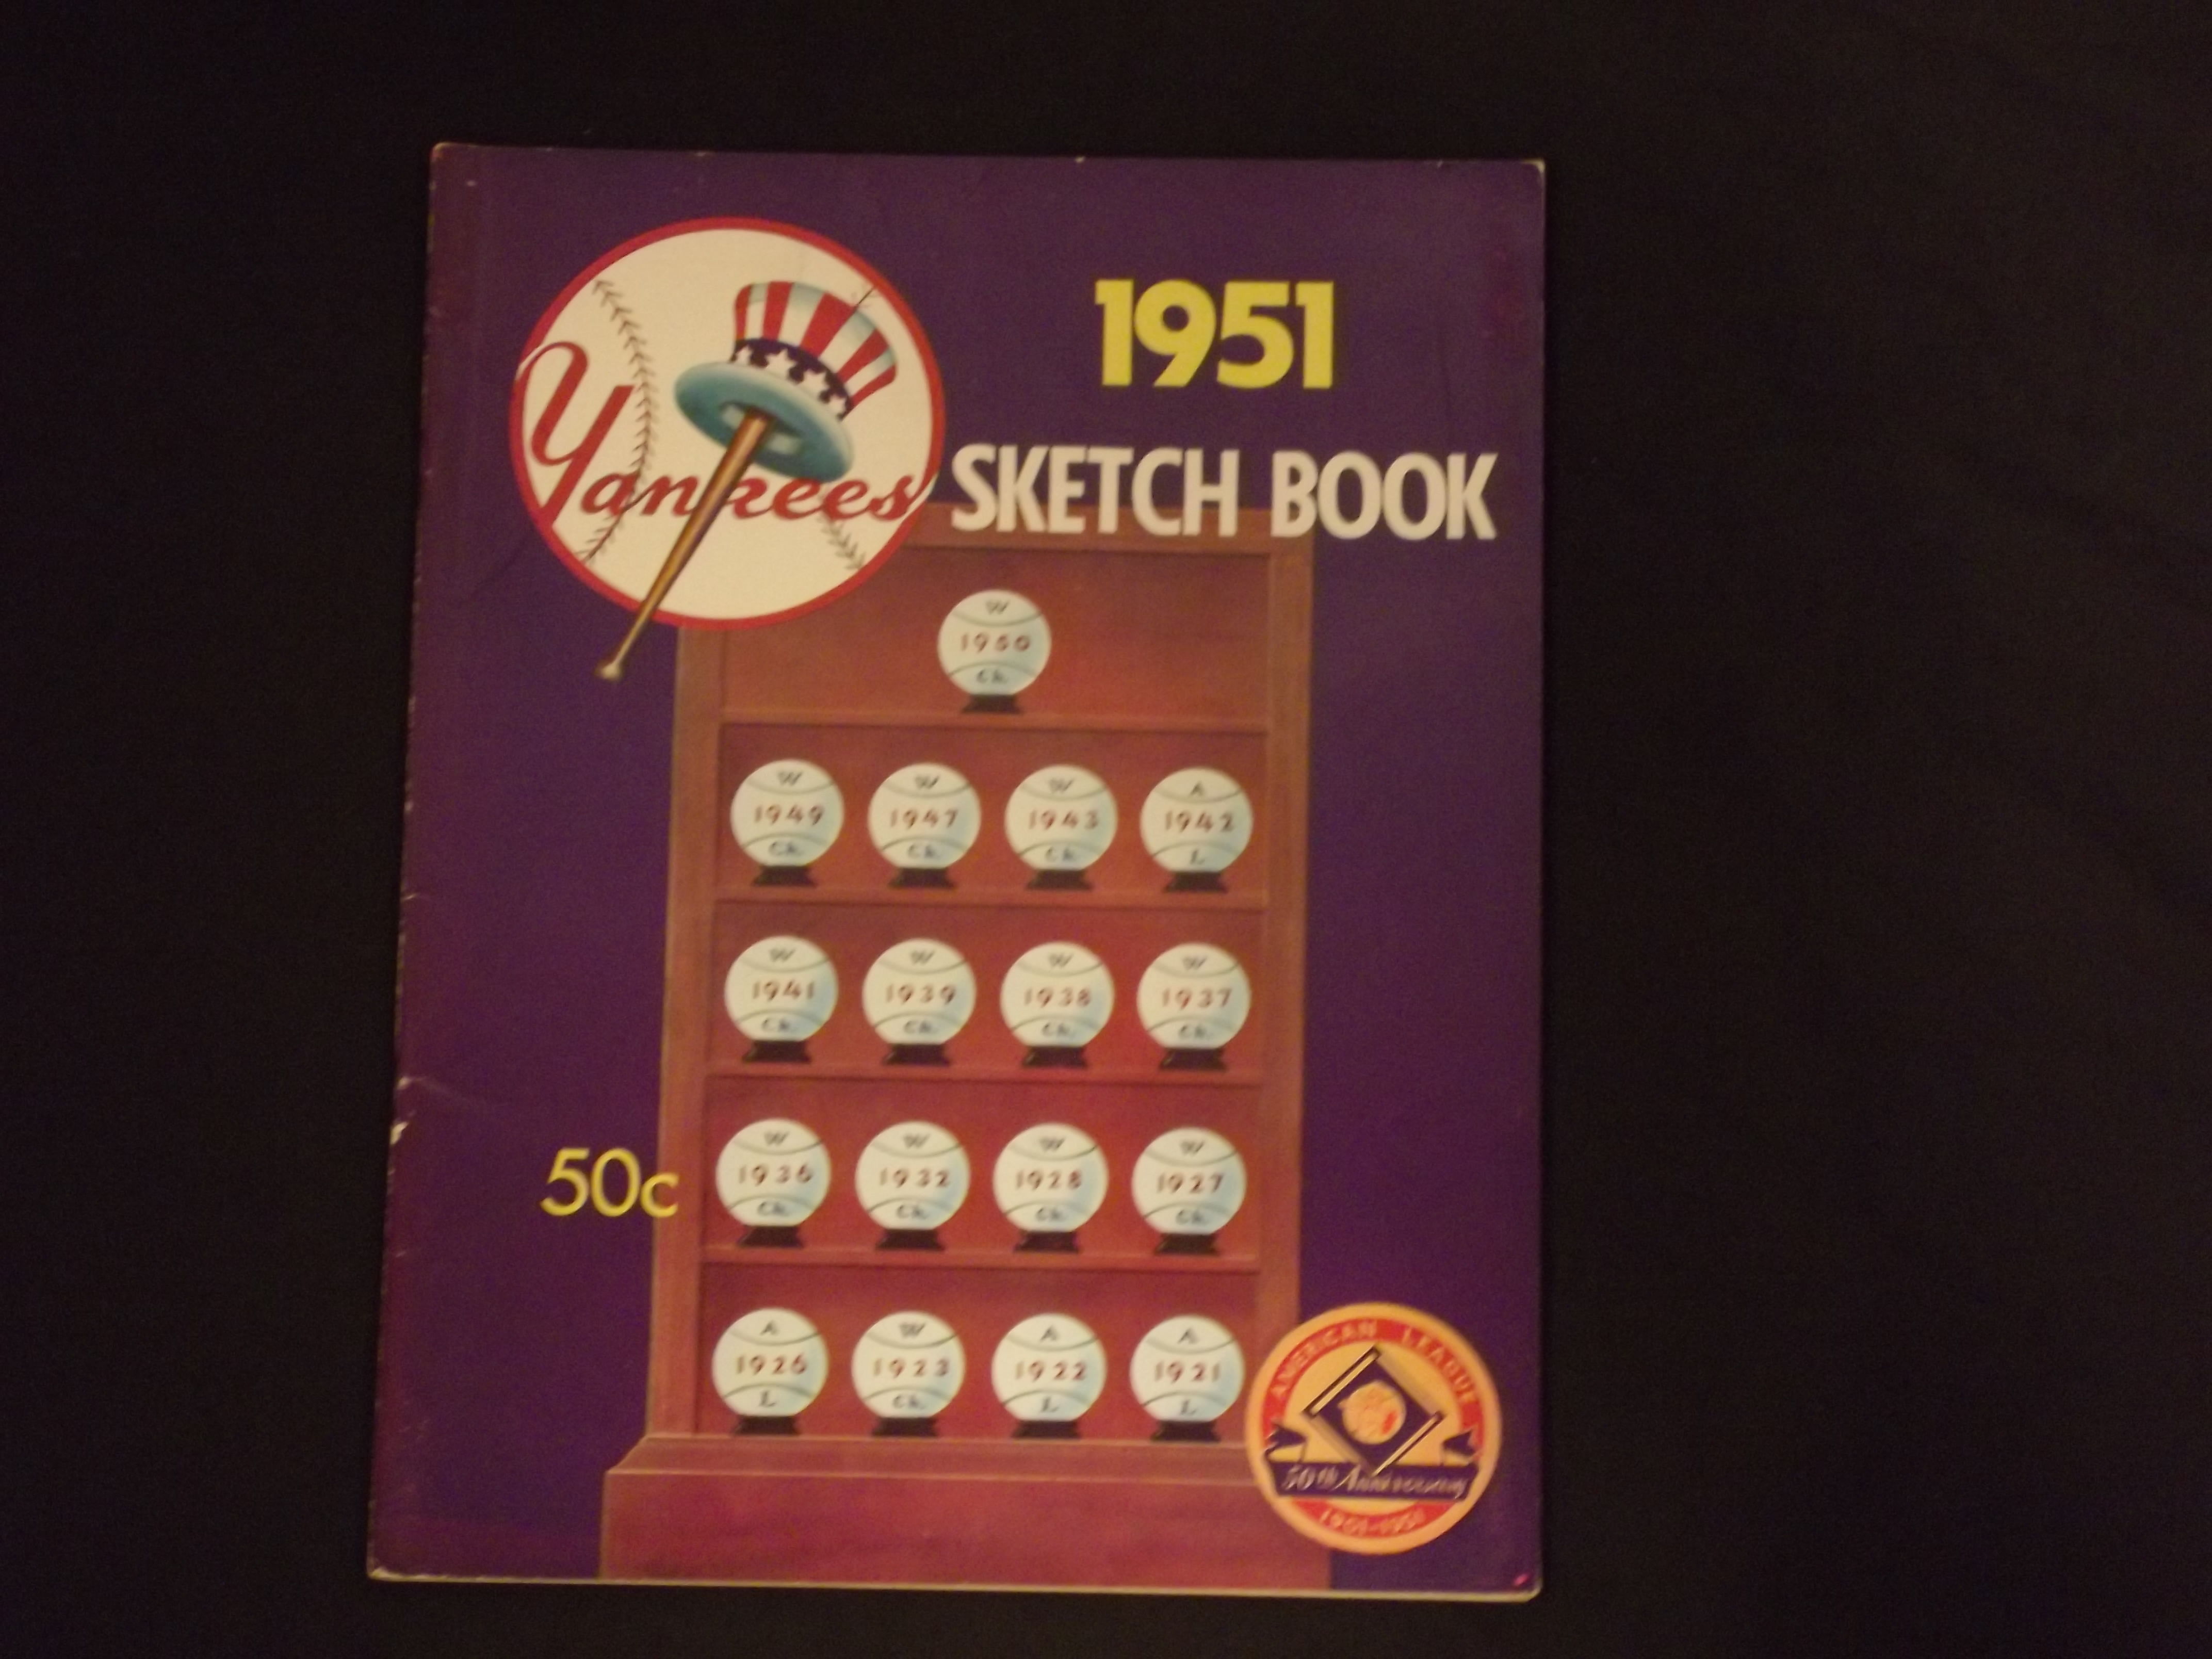 1951
Yankees
SKETCH BOOK
W
1950
Ch.
W W W A
1949 1947 1943 1942
Ch. Ch. Ch. L
W W W W
1941 1939 1938 1937
Ch. Ch. Ch. Ch.
50c
W W W W
1936 1932 1928 1927
Ch. Ch. Ch. Ch.
A W A A
1926 1923 1922 1921
L Ch. L L
AMERICAN LEAGUE
50th Anniversary
1901-1951